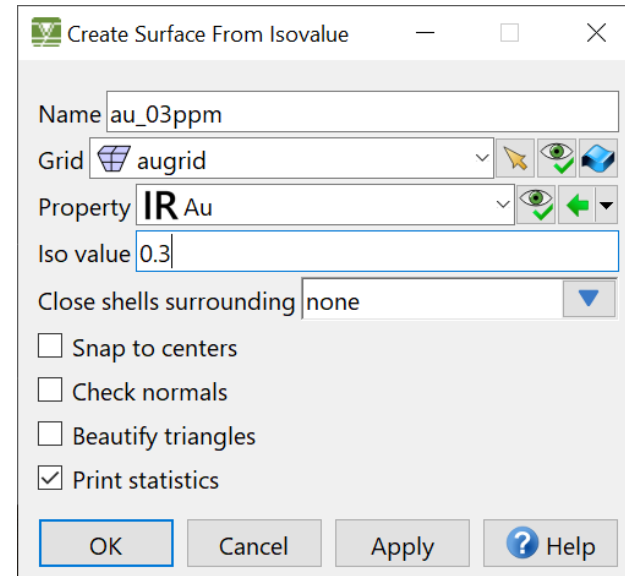 Create Surface From Isovalue
Name au_03ppm
Grid augrid
Property IR Au
Iso value 0.3
Close shells surrounding none
Snap to centers
Check normals
Beautify triangles
Print statistics
OK Cancel Apply ? Help